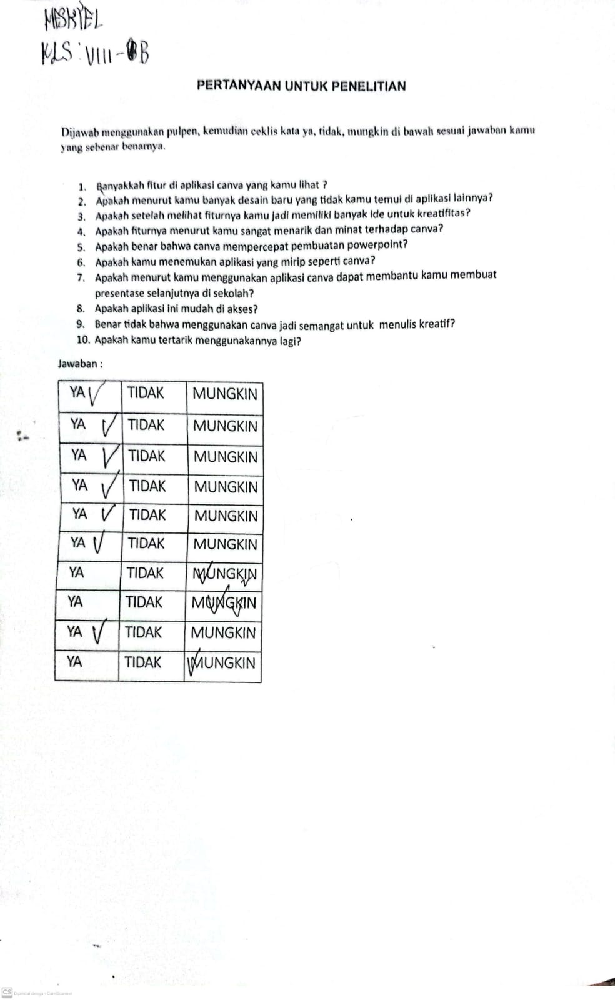 MESKYEL
KLS : VIII-B
PERTANYAAN UNTUK PENELITIAN
Dijawab menggunakan pulpen, kemudian ceklis kata ya, tidak, mungkin di bawah sesuai jawaban kamu
yang sebenar benarnya.
1. Banyakkah fitur di aplikasi canva yang kamu lihat ?
2. Apakah menurut kamu banyak desain baru yang tidak kamu temui di aplikasi lainnya?
3. Apakah setelah melihat fiturnya kamu jadi memiliki banyak ide untuk kreatifitas?
4. Apakah fiturnya menurut kamu sangat menarik dan minat terhadap canva?
5. Apakah benar bahwa canva mempercepat pembuatan powerpoint?
6. Apakah kamu menemukan aplikasi yang mirip seperti canva?
7. Apakah menurut kamu menggunakan aplikasi canva dapat membantu kamu membuat
presentase selanjutnya di sekolah?
8. Apakah aplikasi ini mudah di akses?
9. Benar tidak bahwa menggunakan canva jadi semangat untuk menulis kreatif?
10. Apakah kamu tertarik menggunakannya lagi?
Jawaban :
YA ✓ TIDAK MUNGKIN
YA ✓ TIDAK MUNGKIN
YA ✓ TIDAK MUNGKIN
YA ✓ TIDAK MUNGKIN
YA ✓ TIDAK MUNGKIN
YA ✓ TIDAK MUNGKIN
YA TIDAK MUNGKIN ✓
YA TIDAK MUNGKIN ✓
YA ✓ TIDAK MUNGKIN
YA TIDAK ✓ MUNGKIN
CS Dipindai dengan CamScanner